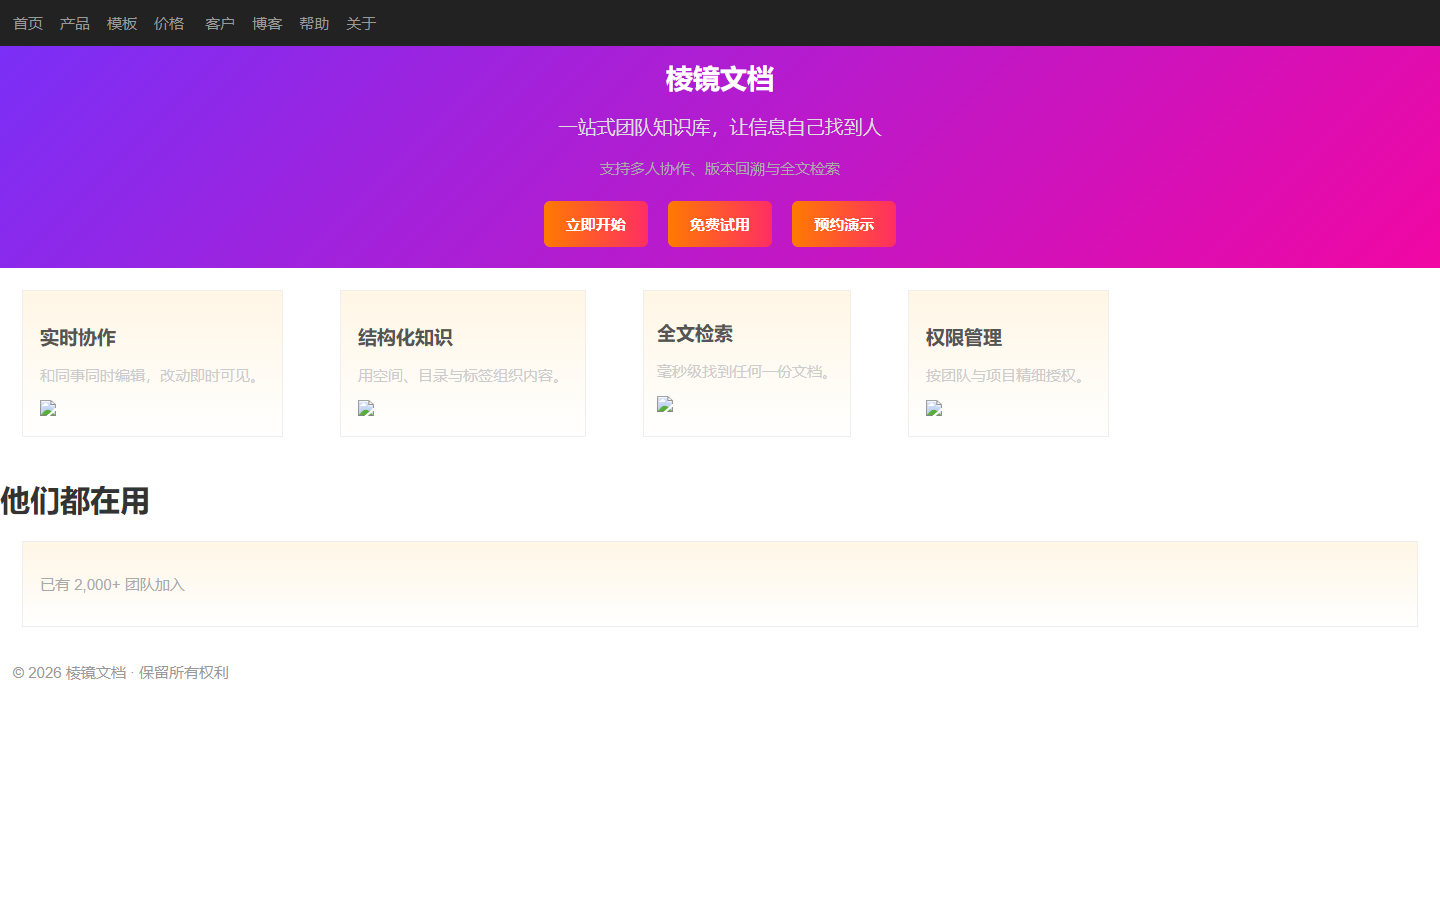 首页 产品 模板 价格 客户 博客 帮助 关于
棱镜文档
一站式团队知识库，让信息自己找到人
支持多人协作、版本回溯与全文检索
立即开始 免费试用 预约演示
实时协作
和同事同时编辑，改动即时可见。
结构化知识
用空间、目录与标签组织内容。
全文检索
毫秒级找到任何一份文档。
权限管理
按团队与项目精细授权。
他们都在用
已有 2,000+ 团队加入
© 2026 棱镜文档 · 保留所有权利